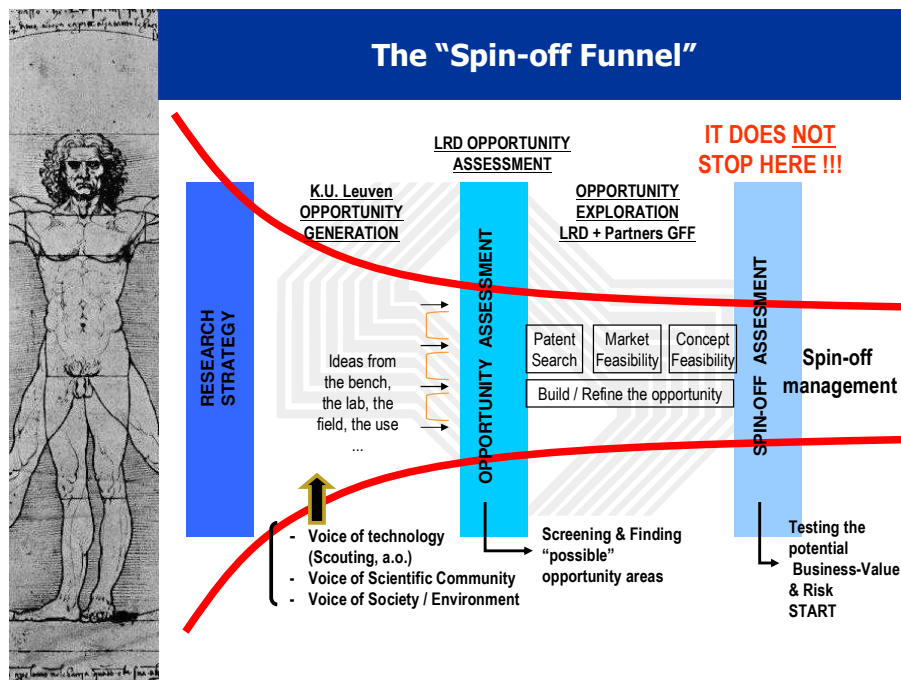 The “Spin-off Funnel”
LRD OPPORTUNITY
ASSESSMENT
IT DOES NOT
STOP HERE !!!
K.U. Leuven
OPPORTUNITY
GENERATION
OPPORTUNITY
EXPLORATION
LRD + Partners GFF
RESEARCH
STRATEGY
Ideas from
the bench,
the lab, the
field, the use
...
OPPORTUNITY ASSESSMENT
Patent
Search
Market
Feasibility
Concept
Feasibility
Build / Refine the opportunity
SPIN-OFF ASSESMENT
Spin-off
management
- Voice of technology
(Scouting, a.o.)
- Voice of Scientific Community
- Voice of Society / Environment
Screening & Finding
“possible”
opportunity areas
Testing the
potential
Business-Value
& Risk
START